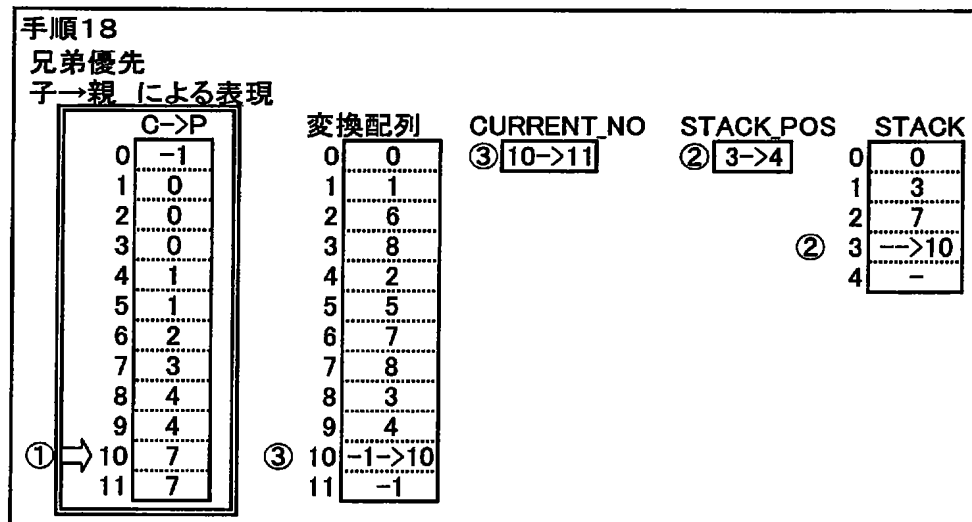 手順18
兄弟優先
子→親 による表現
C->P
0 -1
1 0
2 0
3 0
4 1
5 1
6 2
7 3
8 4
9 4
① 10 7
11 7
変換配列
0 0
1 1
2 6
3 8
4 2
5 5
6 7
7 8
8 3
9 4
③ 10 -1->10
11 -1
CURRENT_NO
③ 10->11
STACK_POS
② 3->4
STACK
0 0
1 3
2 7
② 3 -->10
4 -